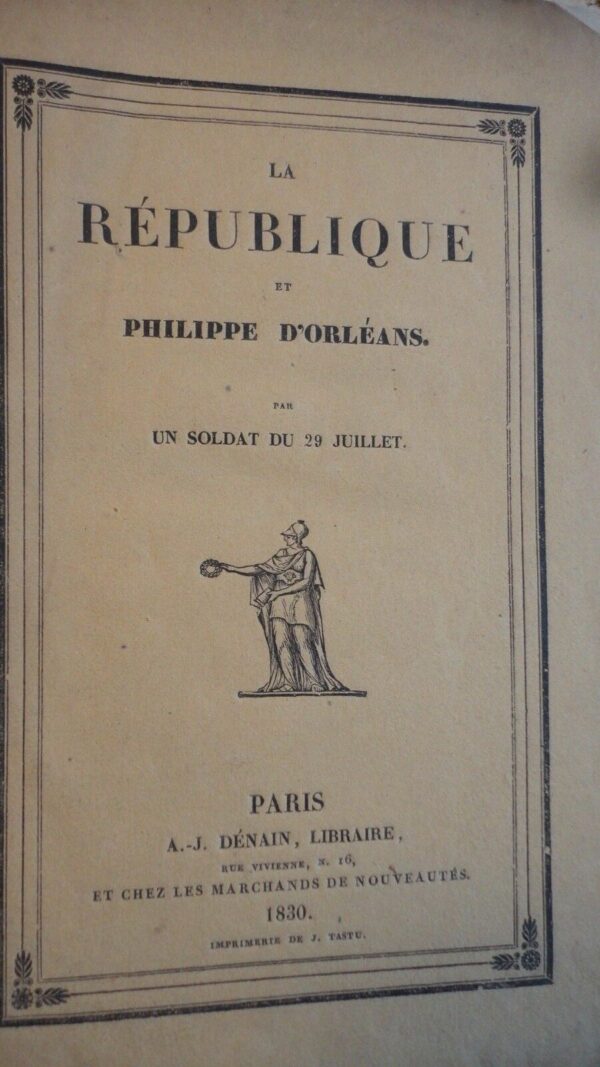 LA
RÉPUBLIQUE
ET
PHILIPPE D'ORLÉANS.
PAR
UN SOLDAT DU 29 JUILLET.
PARIS
A.-J. DÉNAIN, LIBRAIRE,
RUE VIVIENNE, N. 16,
ET CHEZ LES MARCHANDS DE NOUVEAUTÉS.
1830.
IMPRIMERIE DE J. TASTU.